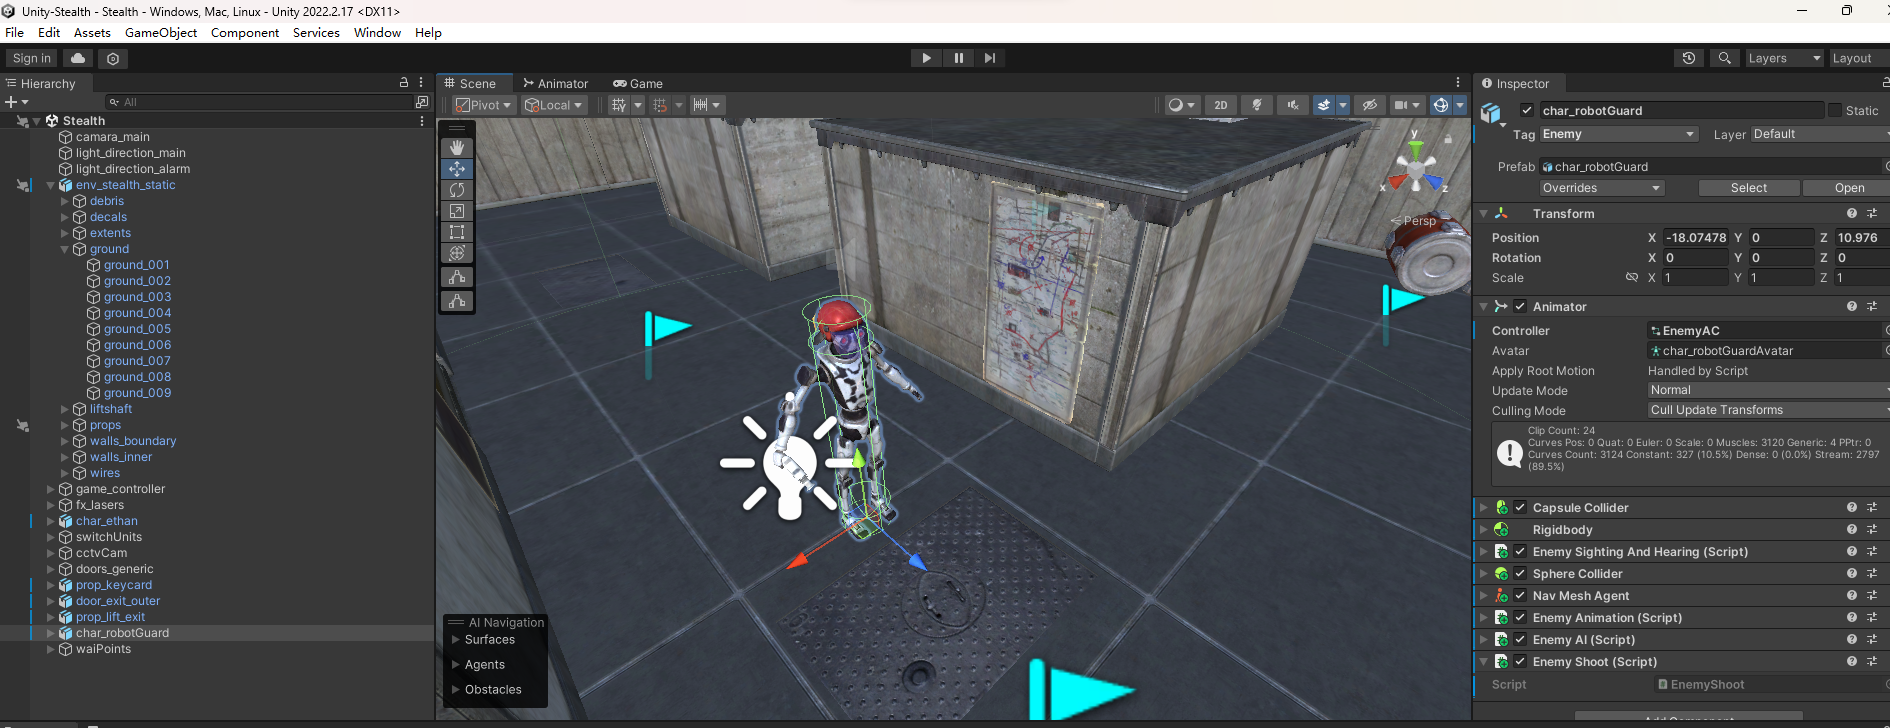 Unity-Stealth - Stealth - Windows, Mac, Linux - Unity 2022.2.17 <DX11>
File Edit Assets GameObject Component Services Window Help
Sign in
Layers
Layout
Hierarchy
All
Stealth
camara_main
light_direction_main
light_direction_alarm
env_stealth_static
debris
decals
extents
ground
ground_001
ground_002
ground_003
ground_004
ground_005
ground_006
ground_007
ground_008
ground_009
liftshaft
props
walls_boundary
walls_inner
wires
game_controller
fx_lasers
char_ethan
switchUnits
cctvCam
doors_generic
prop_keycard
door_exit_outer
prop_lift_exit
char_robotGuard
waiPoints
Scene Animator Game
Pivot Local 2D
y
x z
Persp
AI Navigation
Surfaces
Agents
Obstacles
Inspector
char_robotGuard Static
Tag Enemy Layer Default
Prefab char_robotGuard
Overrides Select Open
Transform
Position X -18.07478 Y 0 Z 10.976
Rotation X 0 Y 0 Z 0
Scale X 1 Y 1 Z 1
Animator
Controller EnemyAC
Avatar char_robotGuardAvatar
Apply Root Motion Handled by Script
Update Mode Normal
Culling Mode Cull Update Transforms
Clip Count: 24
Curves Pos: 0 Quat: 0 Euler: 0 Scale: 0 Muscles: 3120 Generic: 4 PPtr: 0
Curves Count: 3124 Constant: 327 (10.5%) Dense: 0 (0.0%) Stream: 2797
(89.5%)
Capsule Collider
Rigidbody
Enemy Sighting And Hearing (Script)
Sphere Collider
Nav Mesh Agent
Enemy Animation (Script)
Enemy AI (Script)
Enemy Shoot (Script)
Script EnemyShoot
Add Component